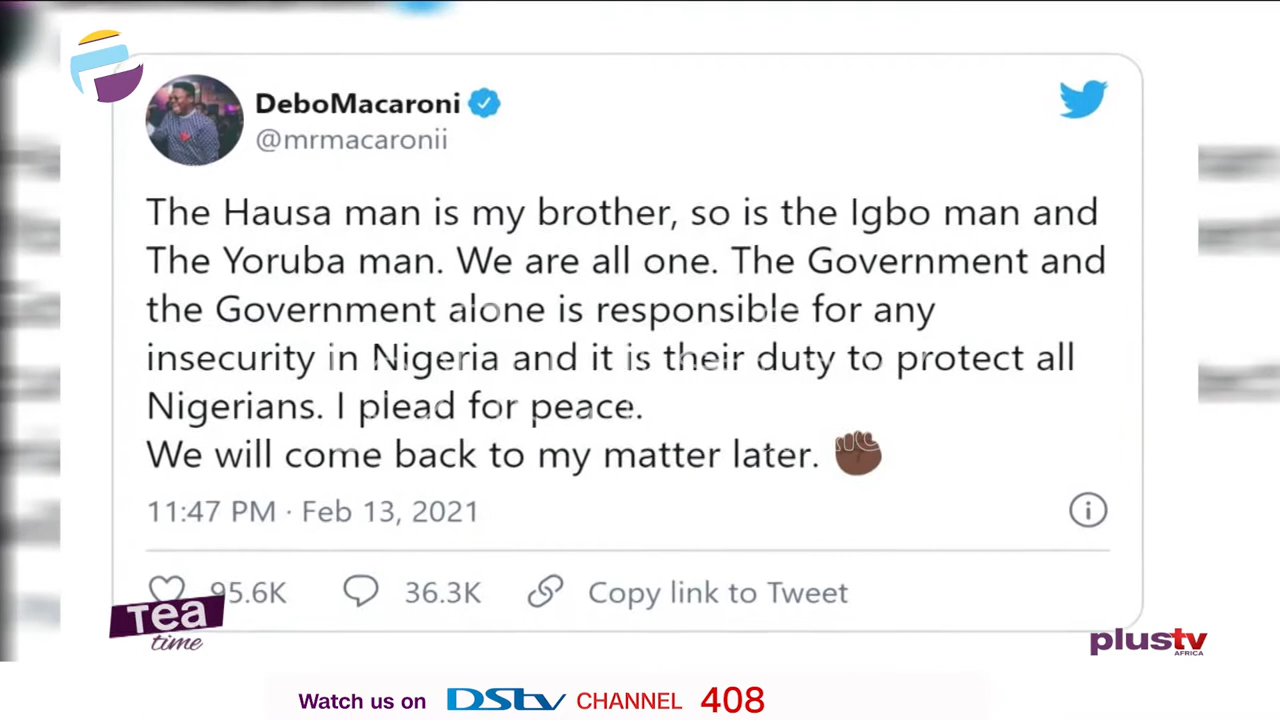 DeboMacaroni
@mrmacaronii
The Hausa man is my brother, so is the Igbo man and
The Yoruba man. We are all one. The Government and
the Government alone is responsible for any
insecurity in Nigeria and it is their duty to protect all
Nigerians. I plead for peace.
We will come back to my matter later. ✊🏿
11:47 PM · Feb 13, 2021
95.6K 36.3K Copy link to Tweet
Tea
time
plustv
AFRICA
Watch us on DStv CHANNEL 408